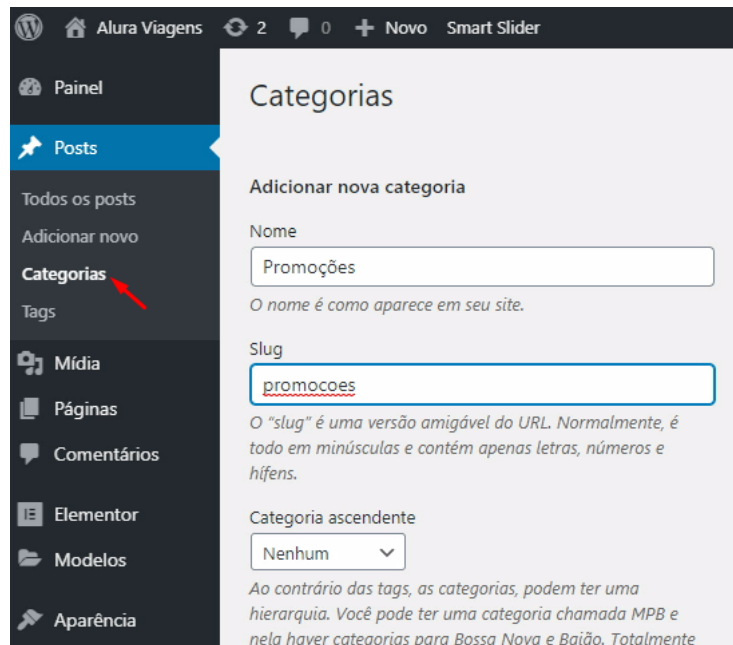 Alura Viagens 2 0 Novo Smart Slider
Painel
Posts
Todos os posts
Adicionar novo
Categorias
Tags
Mídia
Páginas
Comentários
Elementor
Modelos
Aparência
Categorias
Adicionar nova categoria
Nome
Promoções
O nome é como aparece em seu site.
Slug
promocoes
O “slug” é uma versão amigável do URL. Normalmente, é
todo em minúsculas e contém apenas letras, números e
hífens.
Categoria ascendente
Nenhum
Ao contrário das tags, as categorias, podem ter uma
hierarquia. Você pode ter uma categoria chamada MPB e
nela haver categorias para Bossa Nova e Baião. Totalmente